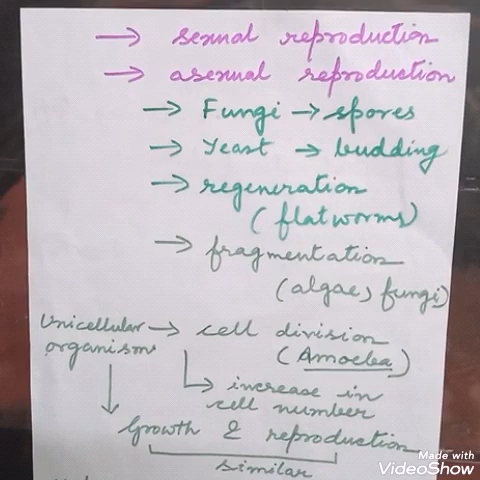 → sexual reproduction
→ asexual reproduction
→ Fungi → spores
→ Yeast → budding
→ regeneration
(flatworms)
→ fragmentation
(algae, fungi)
Unicellular → cell division
organism (Amoeba)
↳ increase in
cell number
↓ Growth & reproduction
similar
Made with
VideoShow